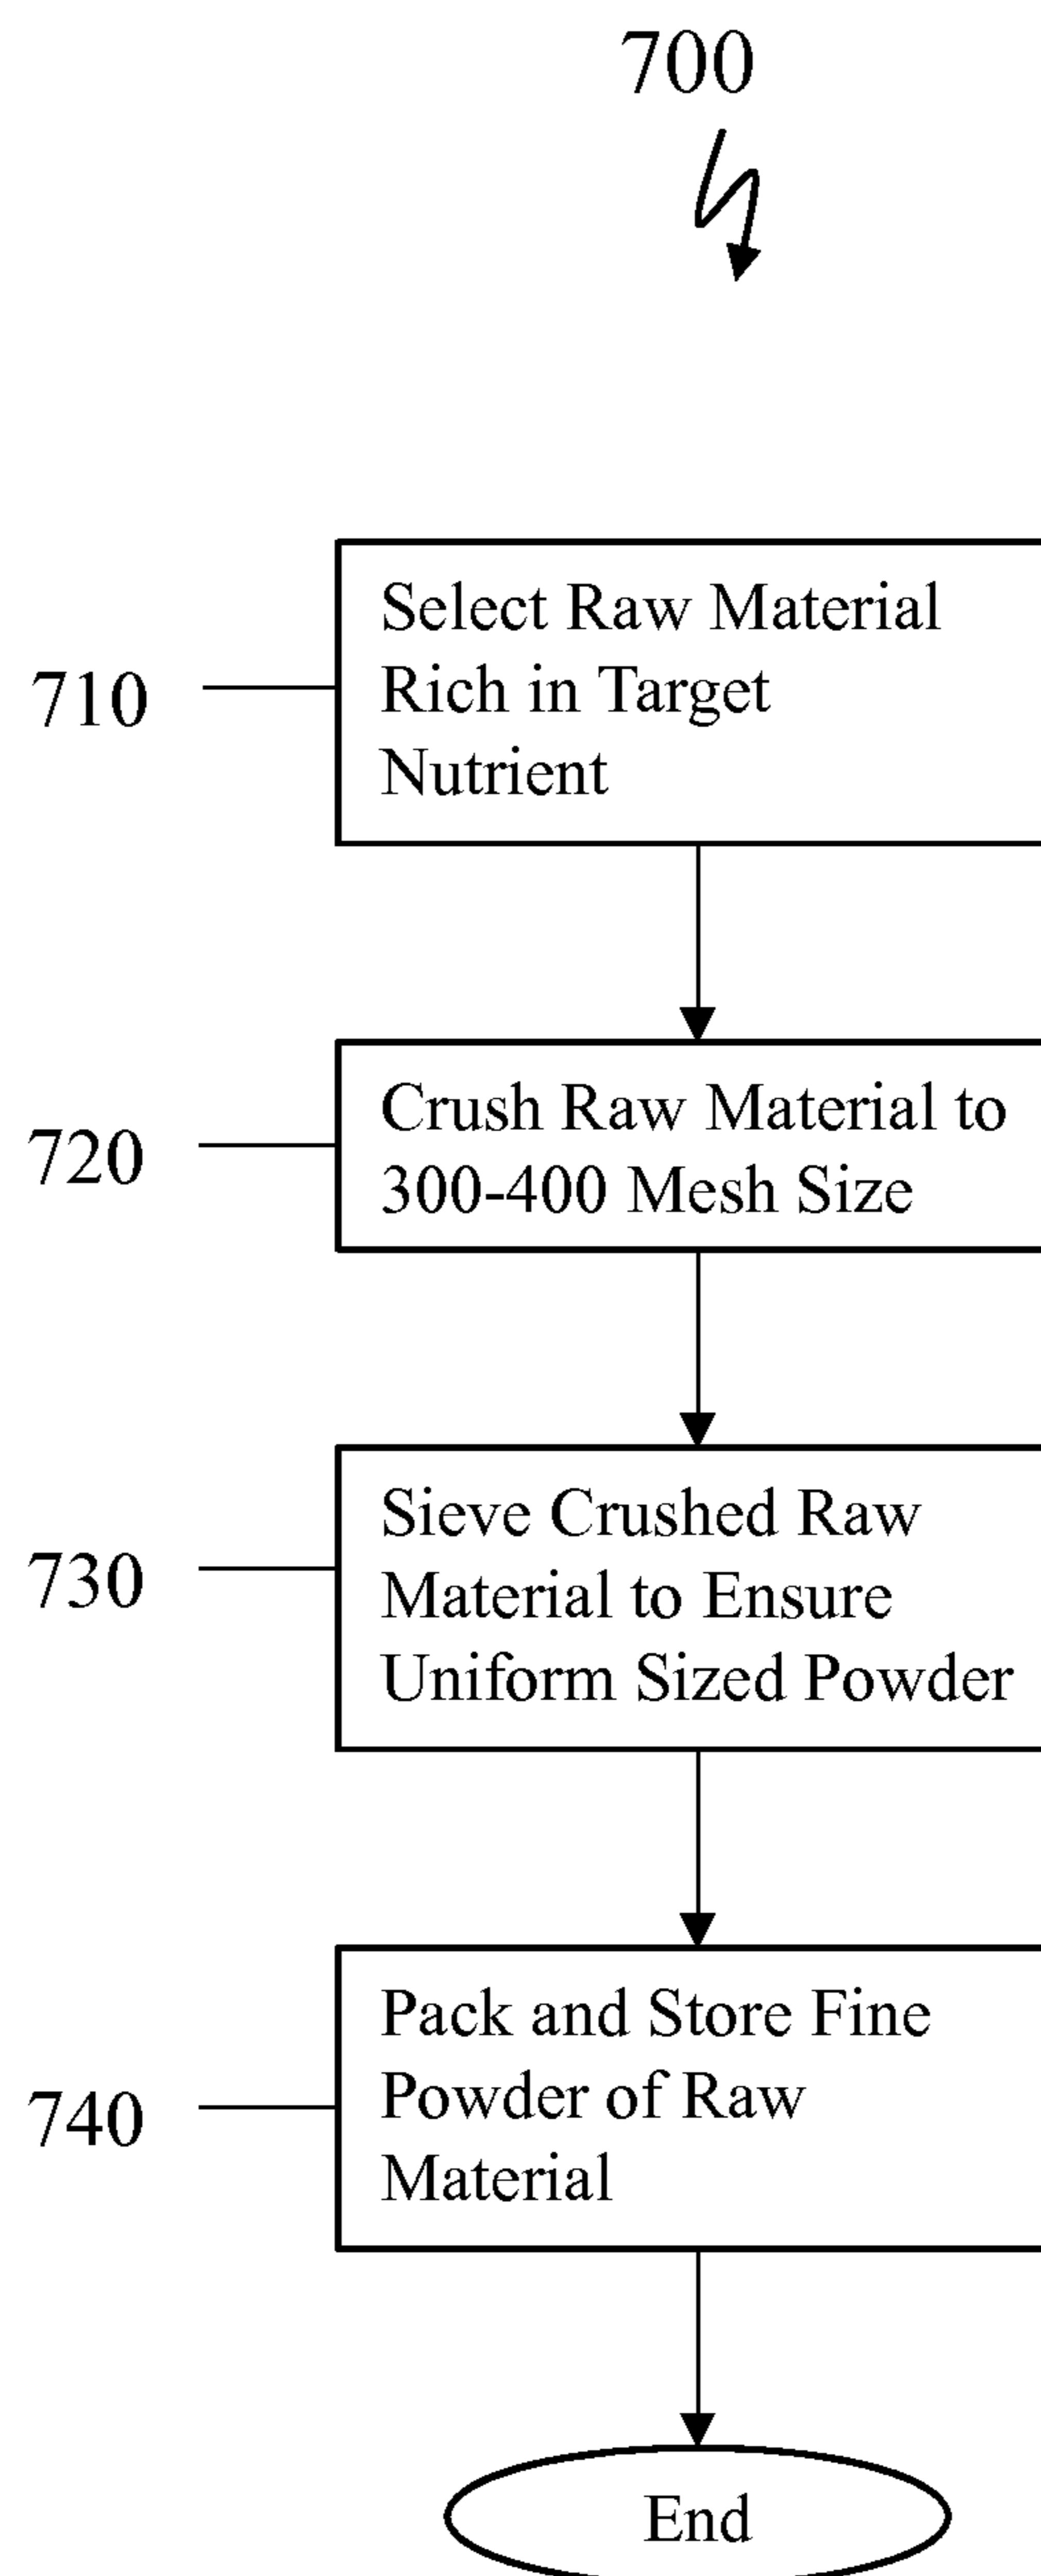 700
710
Select Raw Material
Rich in Target
Nutrient
720
Crush Raw Material to
300-400 Mesh Size
730
Sieve Crushed Raw
Material to Ensure
Uniform Sized Powder
740
Pack and Store Fine
Powder of Raw
Material
End